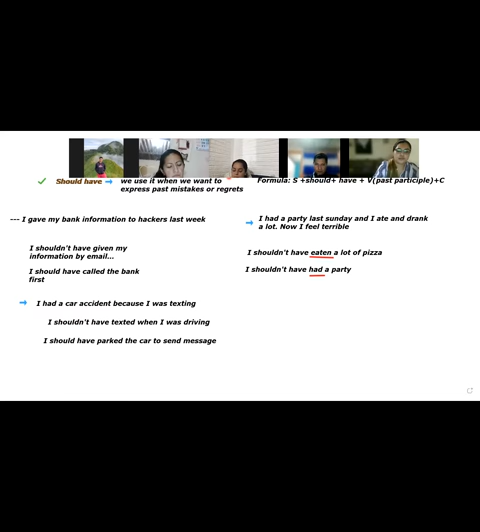 Should have
we use it when we want to
express past mistakes or regrets
Formula: S +should+ have + V(past participle)+C
--- I gave my bank information to hackers last week
I shouldn't have given my
information by email...
I should have called the bank
first
I had a car accident because I was texting
I shouldn't have texted when I was driving
I should have parked the car to send message
I had a party last sunday and I ate and drank
a lot. Now I feel terrible
I shouldn't have eaten a lot of pizza
I shouldn't have had a party